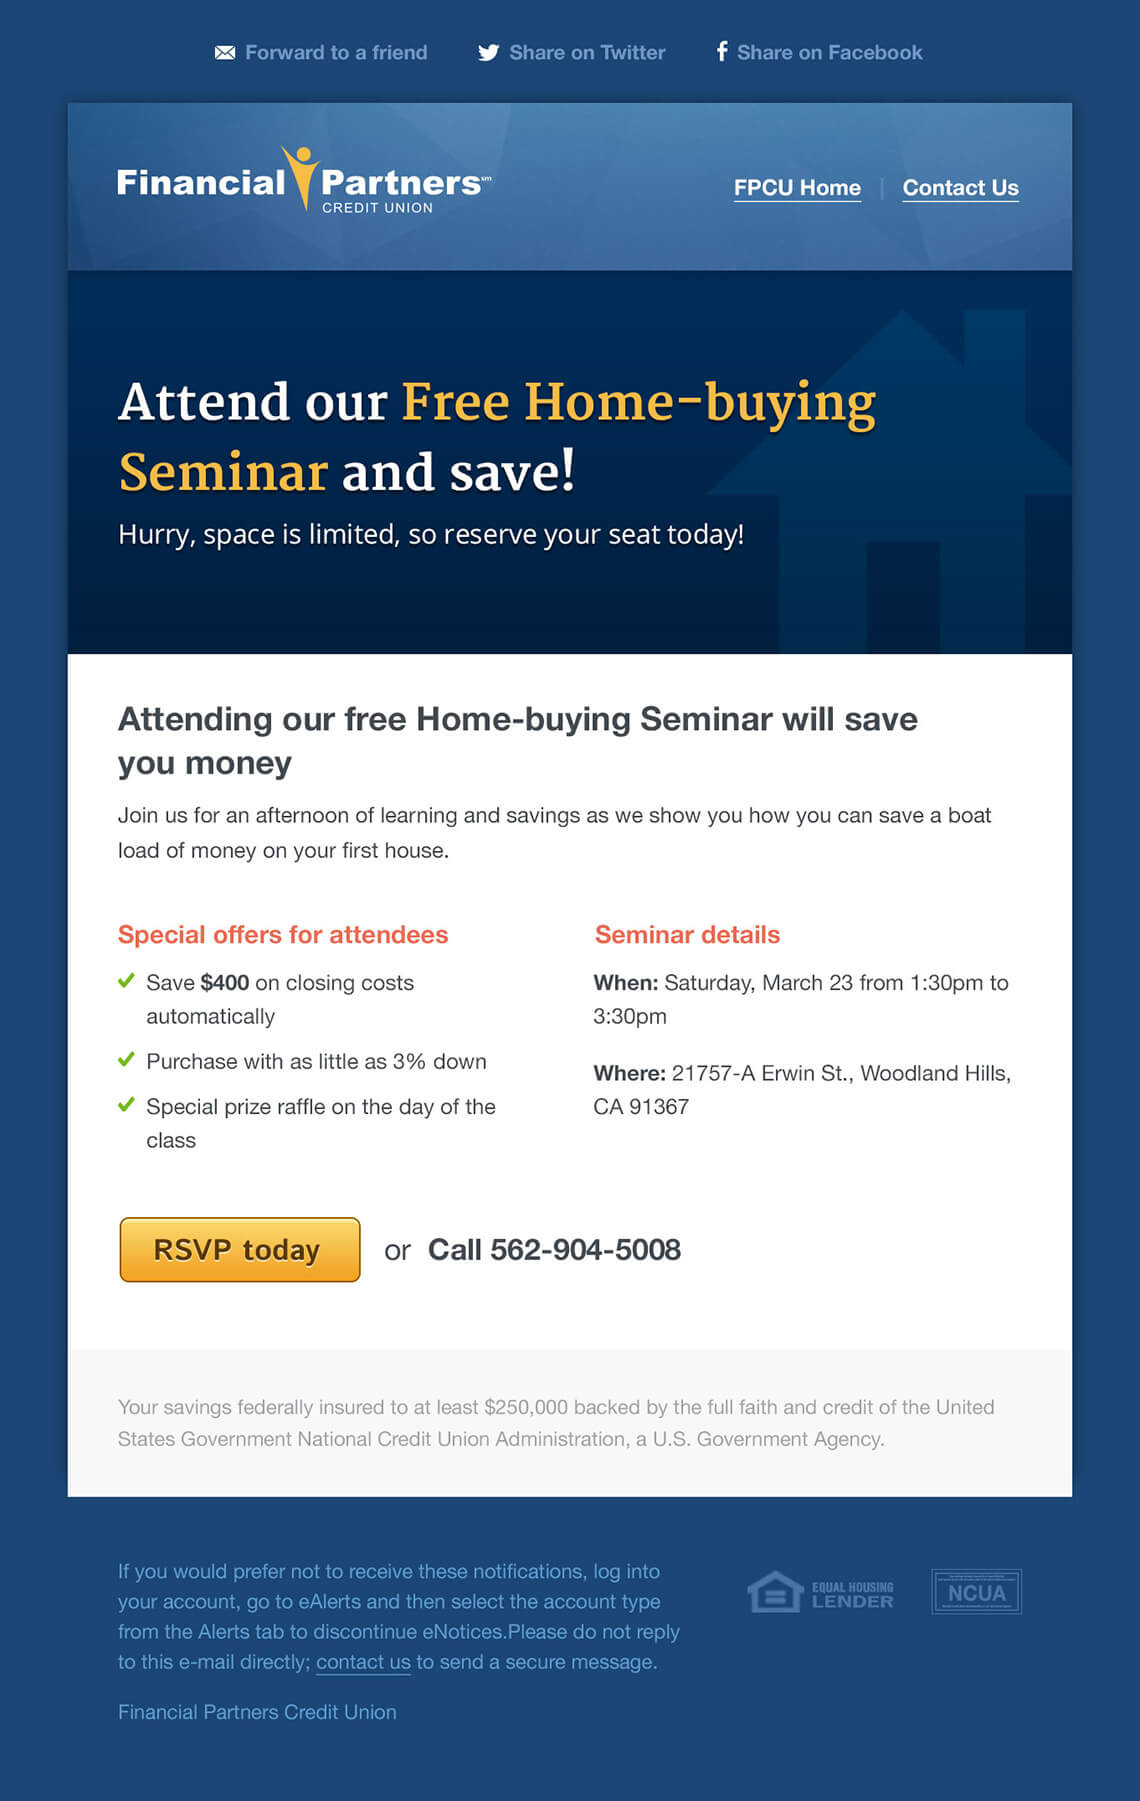 Forward to a friend Share on Twitter Share on Facebook
Financial Partners
CREDIT UNION
FPCU Home | Contact Us
Attend our Free Home-buying
Seminar and save!
Hurry, space is limited, so reserve your seat today!
Attending our free Home-buying Seminar will save
you money
Join us for an afternoon of learning and savings as we show you how you can save a boat
load of money on your first house.
Special offers for attendees
Save $400 on closing costs
automatically
Purchase with as little as 3% down
Special prize raffle on the day of the
class
Seminar details
When: Saturday, March 23 from 1:30pm to
3:30pm
Where: 21757-A Erwin St., Woodland Hills,
CA 91367
RSVP today or Call 562-904-5008
Your savings federally insured to at least $250,000 backed by the full faith and credit of the United
States Government National Credit Union Administration, a U.S. Government Agency.
If you would prefer not to receive these notifications, log into
your account, go to eAlerts and then select the account type
from the Alerts tab to discontinue eNotices.Please do not reply
to this e-mail directly; contact us to send a secure message.
Financial Partners Credit Union
EQUAL HOUSING
LENDER
NCUA